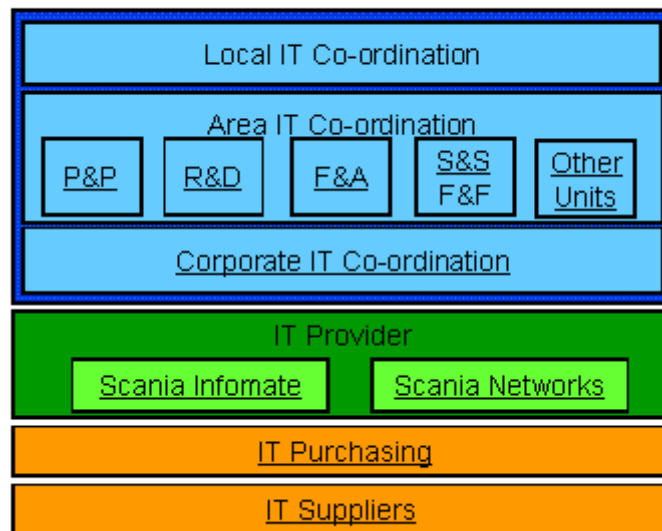 Local IT Co-ordination
Area IT Co-ordination
P&P
R&D
F&A
S&S
F&F
Other
Units
Corporate IT Co-ordination
IT Provider
Scania Infomate
Scania Networks
IT Purchasing
IT Suppliers